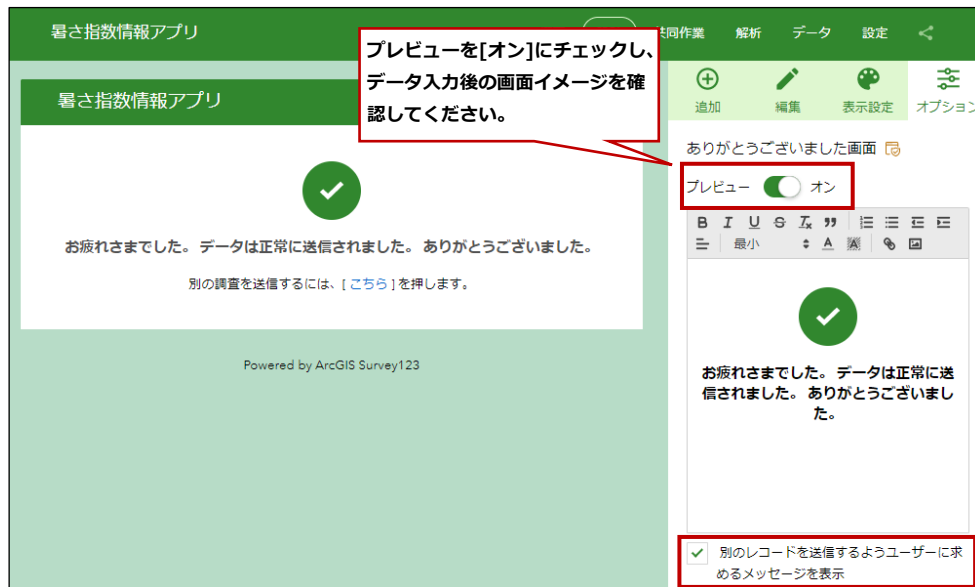 暑さ指数情報アプリ
共同作業 解析 データ 設定
プレビューを[オン]にチェックし、
データ入力後の画面イメージを確
認してください。
追加 編集 表示設定 オプション
暑さ指数情報アプリ
ありがとうございました画面
プレビュー オン
B I U S Tx
最小 A A
お疲れさまでした。データは正常に送信されました。ありがとうございました。
別の調査を送信するには、[ こちら ] を押します。
Powered by ArcGIS Survey123
お疲れさまでした。データは正常に送
信されました。ありがとうございまし
た。
別のレコードを送信するようユーザーに求
めるメッセージを表示